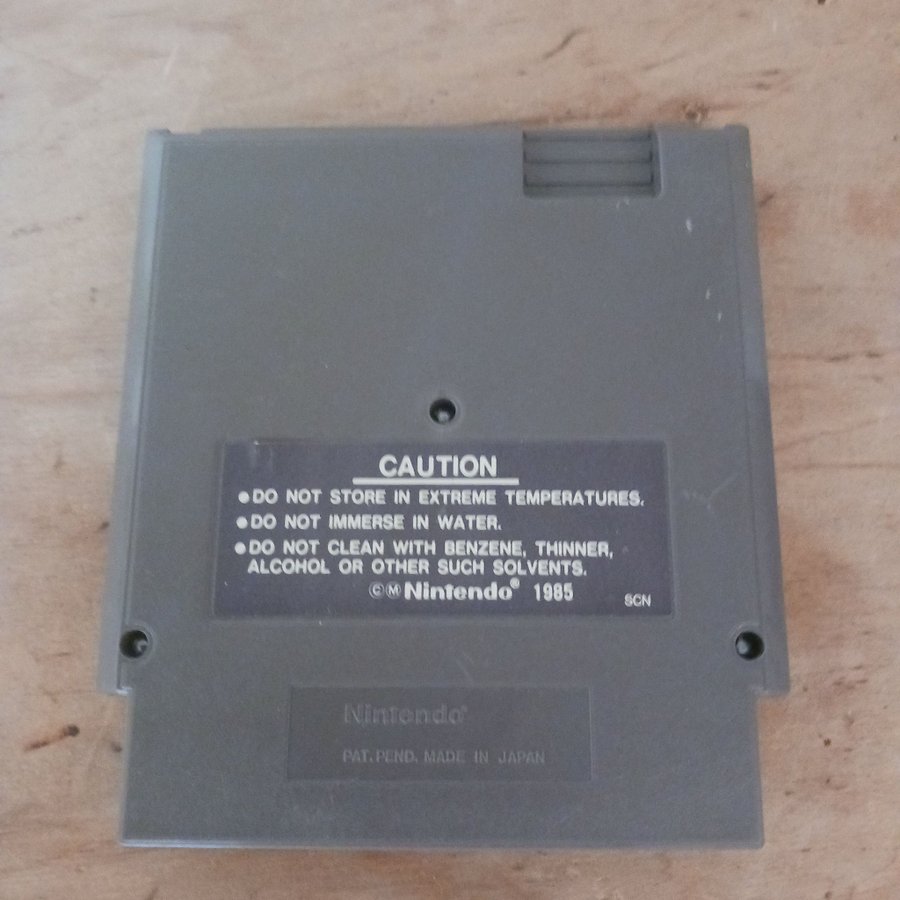 CAUTION
●DO NOT STORE IN EXTREME TEMPERATURES.
●DO NOT IMMERSE IN WATER.
●DO NOT CLEAN WITH BENZENE, THINNER,
ALCOHOL OR OTHER SUCH SOLVENTS.
ⒸⓂNintendo® 1985
SCN
Nintendo®
PAT.PEND. MADE IN JAPAN